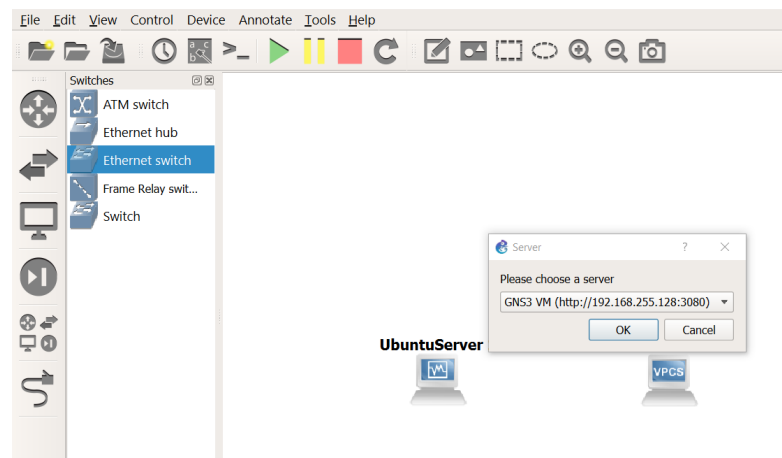 File Edit View Control Device Annotate Tools Help
Switches
ATM switch
Ethernet hub
Ethernet switch
Frame Relay swit...
Switch
Server
Please choose a server
GNS3 VM (http://192.168.255.128:3080)
OK Cancel
UbuntuServer
VPCS